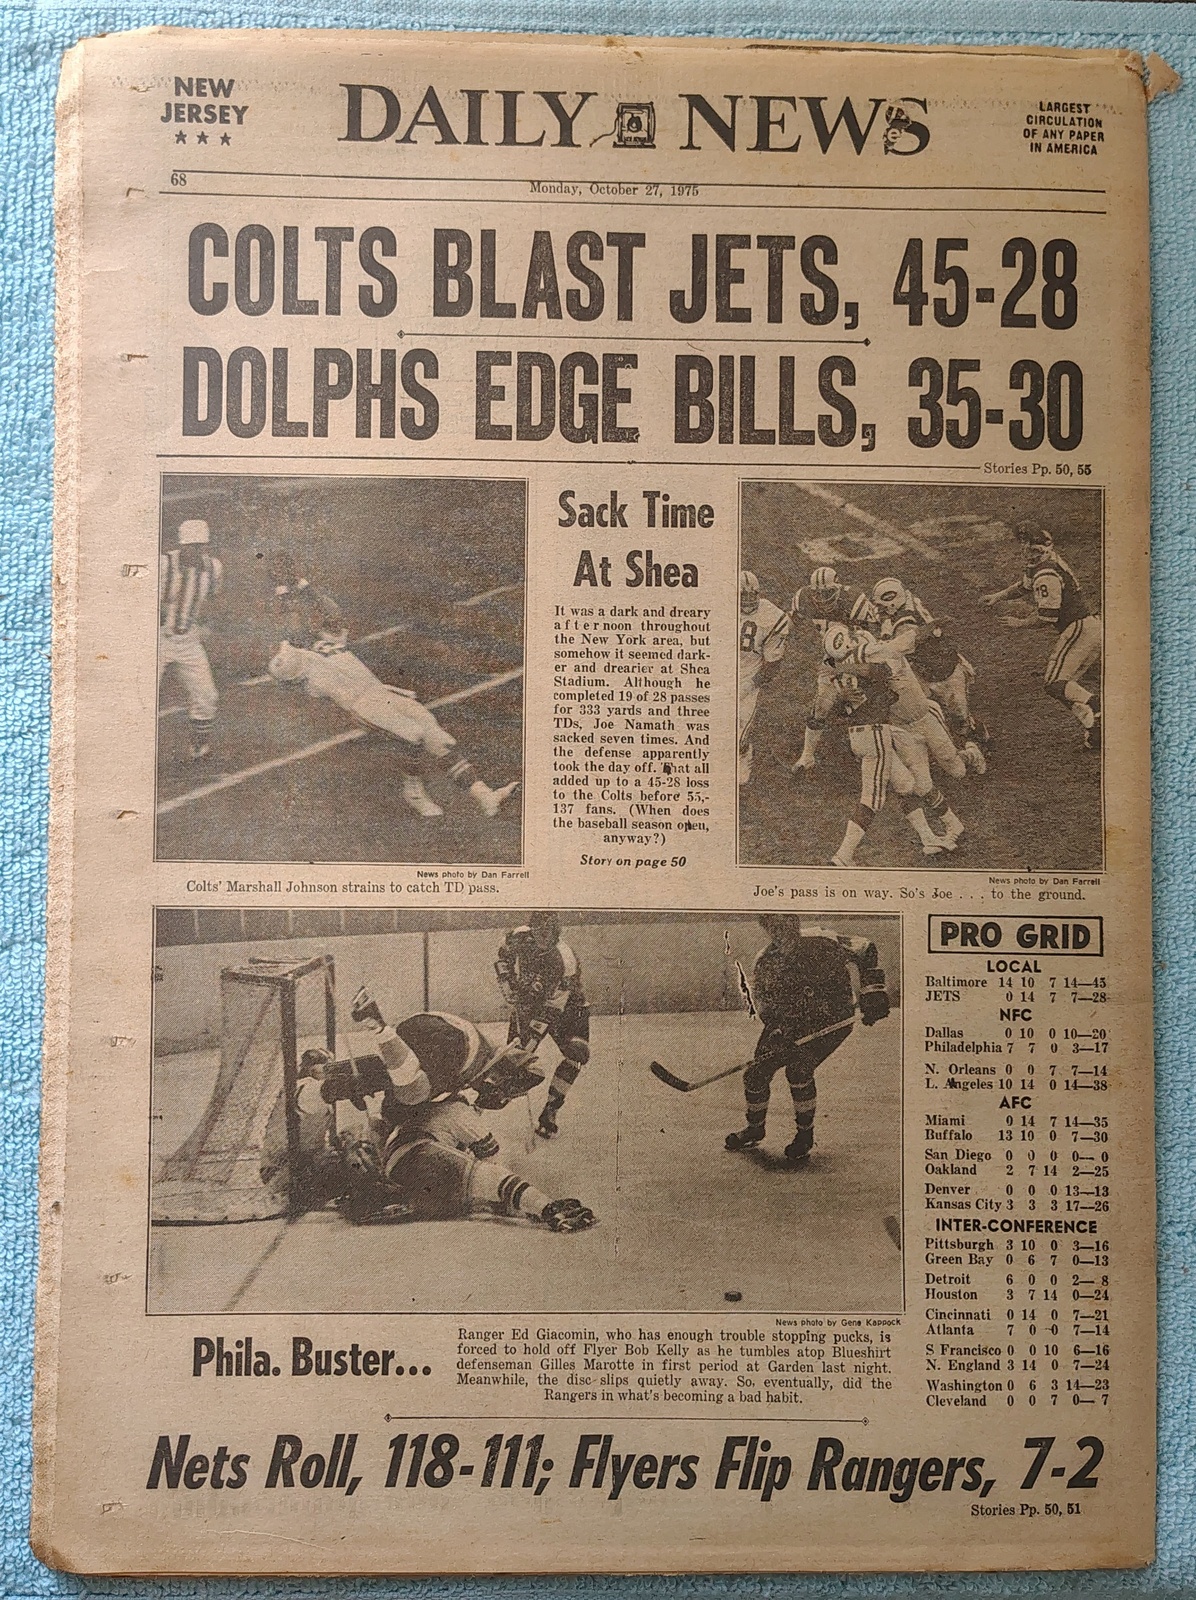 NEW
JERSEY
★ ★ ★
DAILY NEWS
LARGEST
CIRCULATION
OF ANY PAPER
IN AMERICA
68
Monday, October 27, 1975
COLTS BLAST JETS, 45-28
DOLPHS EDGE BILLS, 35-30
Stories Pp. 50, 55
Sack Time
At Shea
It was a dark and dreary
afternoon throughout
the New York area, but
somehow it seemed dark-
er and drearier at Shea
Stadium. Although he
completed 19 of 28 passes
for 333 yards and three
TDs, Joe Namath was
sacked seven times. And
the defense apparently
took the day off. That all
added up to a 45-28 loss
to the Colts before 55,-
137 fans. (When does
the baseball season open,
anyway?)
Story on page 50
News photo by Dan Farrell
Colts' Marshall Johnson strains to catch TD pass.
News photo by Dan Farrell
Joe's pass is on way. So's Joe . . . to the ground.
PRO GRID
LOCAL
Baltimore 14 10 7 14—45
JETS 0 14 7 7—28
NFC
Dallas 0 10 0 10—20
Philadelphia 7 7 0 3—17
N. Orleans 0 0 7 7—14
L. Angeles 10 14 0 14—38
AFC
Miami 0 14 7 14—35
Buffalo 13 10 0 7—30
San Diego 0 0 0 0—0
Oakland 2 7 14 2—25
Denver 0 0 0 13—13
Kansas City 3 3 3 17—26
INTER-CONFERENCE
Pittsburgh 3 10 0 3—16
Green Bay 0 6 7 0—13
Detroit 6 0 0 2—8
Houston 3 7 14 0—24
Cincinnati 0 14 0 7—21
Atlanta 7 0 0 7—14
S Francisco 0 0 10 6—16
N. England 3 14 0 7—24
Washington 0 6 3 14—23
Cleveland 0 0 7 0—7
News photo by Gene Kappock
Phila. Buster...
Ranger Ed Giacomin, who has enough trouble stopping pucks, is
forced to hold off Flyer Bob Kelly as he tumbles atop Blueshirt
defenseman Gilles Marotte in first period at Garden last night.
Meanwhile, the disc slips quietly away. So, eventually, did the
Rangers in what's becoming a bad habit.
Nets Roll, 118-111; Flyers Flip Rangers, 7-2
Stories Pp. 50, 51